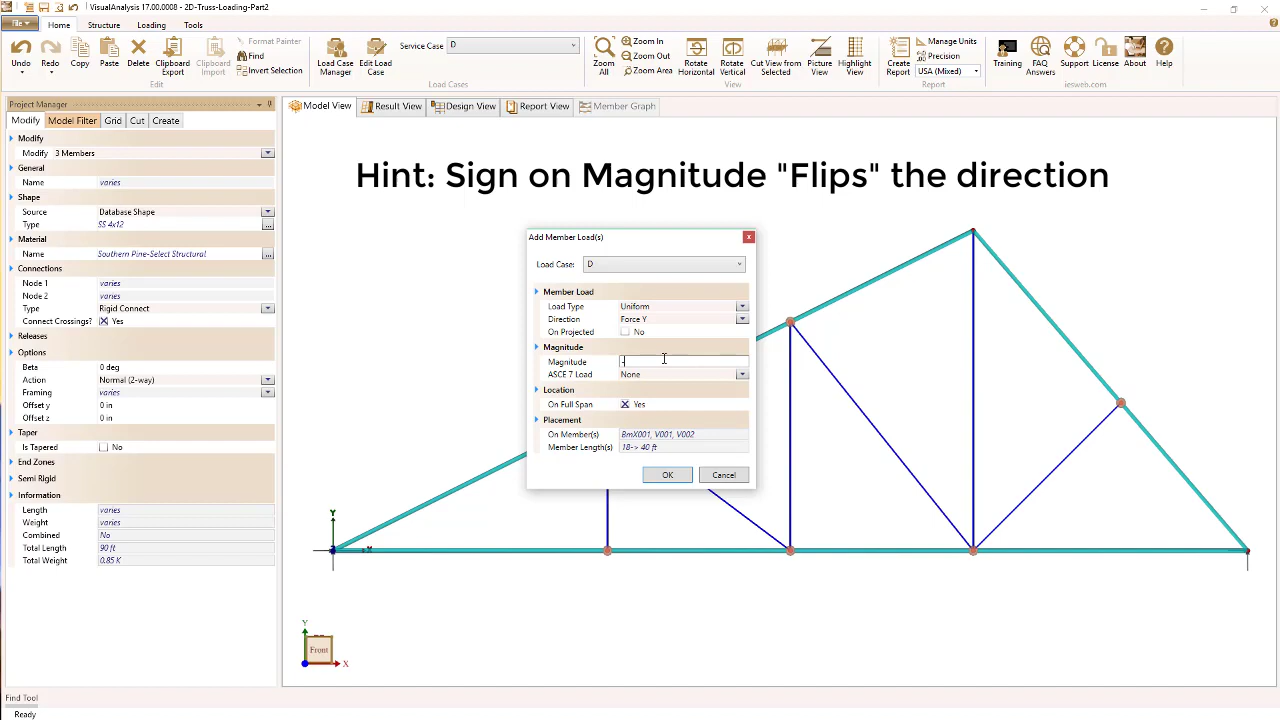 VisualAnalysis 17.00.0008 - 2D-Truss-Loading-Part2
File
Home
Structure
Loading
Tools
Undo
Redo
Copy
Paste
Delete
Clipboard Export
Clipboard Import
Format Painter
Find
Invert Selection
Edit
Load Case Manager
Edit Load Case
Service Case
D
Load Cases
Zoom All
Zoom In
Zoom Out
Zoom Area
Rotate Horizontal
Rotate Vertical
Cut View from Selected
Picture View
Highlight View
View
Create Report
Manage Units
Precision
USA (Mixed)
Report
Training
FAQ Answers
Support
License
About
Help
iesweb.com
Project Manager
Modify
Model Filter
Grid
Cut
Create
Model View
Result View
Design View
Report View
Member Graph
Modify
Modify 3 Members
General
Name varies
Shape
Source Database Shape
Type SS 4x12
...
Material
Name Southern Pine-Select Structural
...
Connections
Node 1 varies
Node 2 varies
Type Rigid Connect
Connect Crossings? Yes
Releases
Options
Beta 0 deg
Action Normal (2-way)
Framing varies
Offset y 0 in
Offset z 0 in
Taper
Is Tapered No
End Zones
Semi Rigid
Information
Length varies
Weight varies
Combined No
Total Length 90 ft
Total Weight 0.85 K
Hint: Sign on Magnitude "Flips" the direction
Add Member Load(s)
x
Load Case: D
Member Load
Load Type Uniform
Direction Force Y
On Projected No
Magnitude
Magnitude -
ASCE 7 Load None
Location
On Full Span Yes
Placement
On Member(s) BmX001, V001, V002
Member Length(s) 18-> 40 ft
OK
Cancel
Y
X
Y
Front
X
Find Tool
Ready